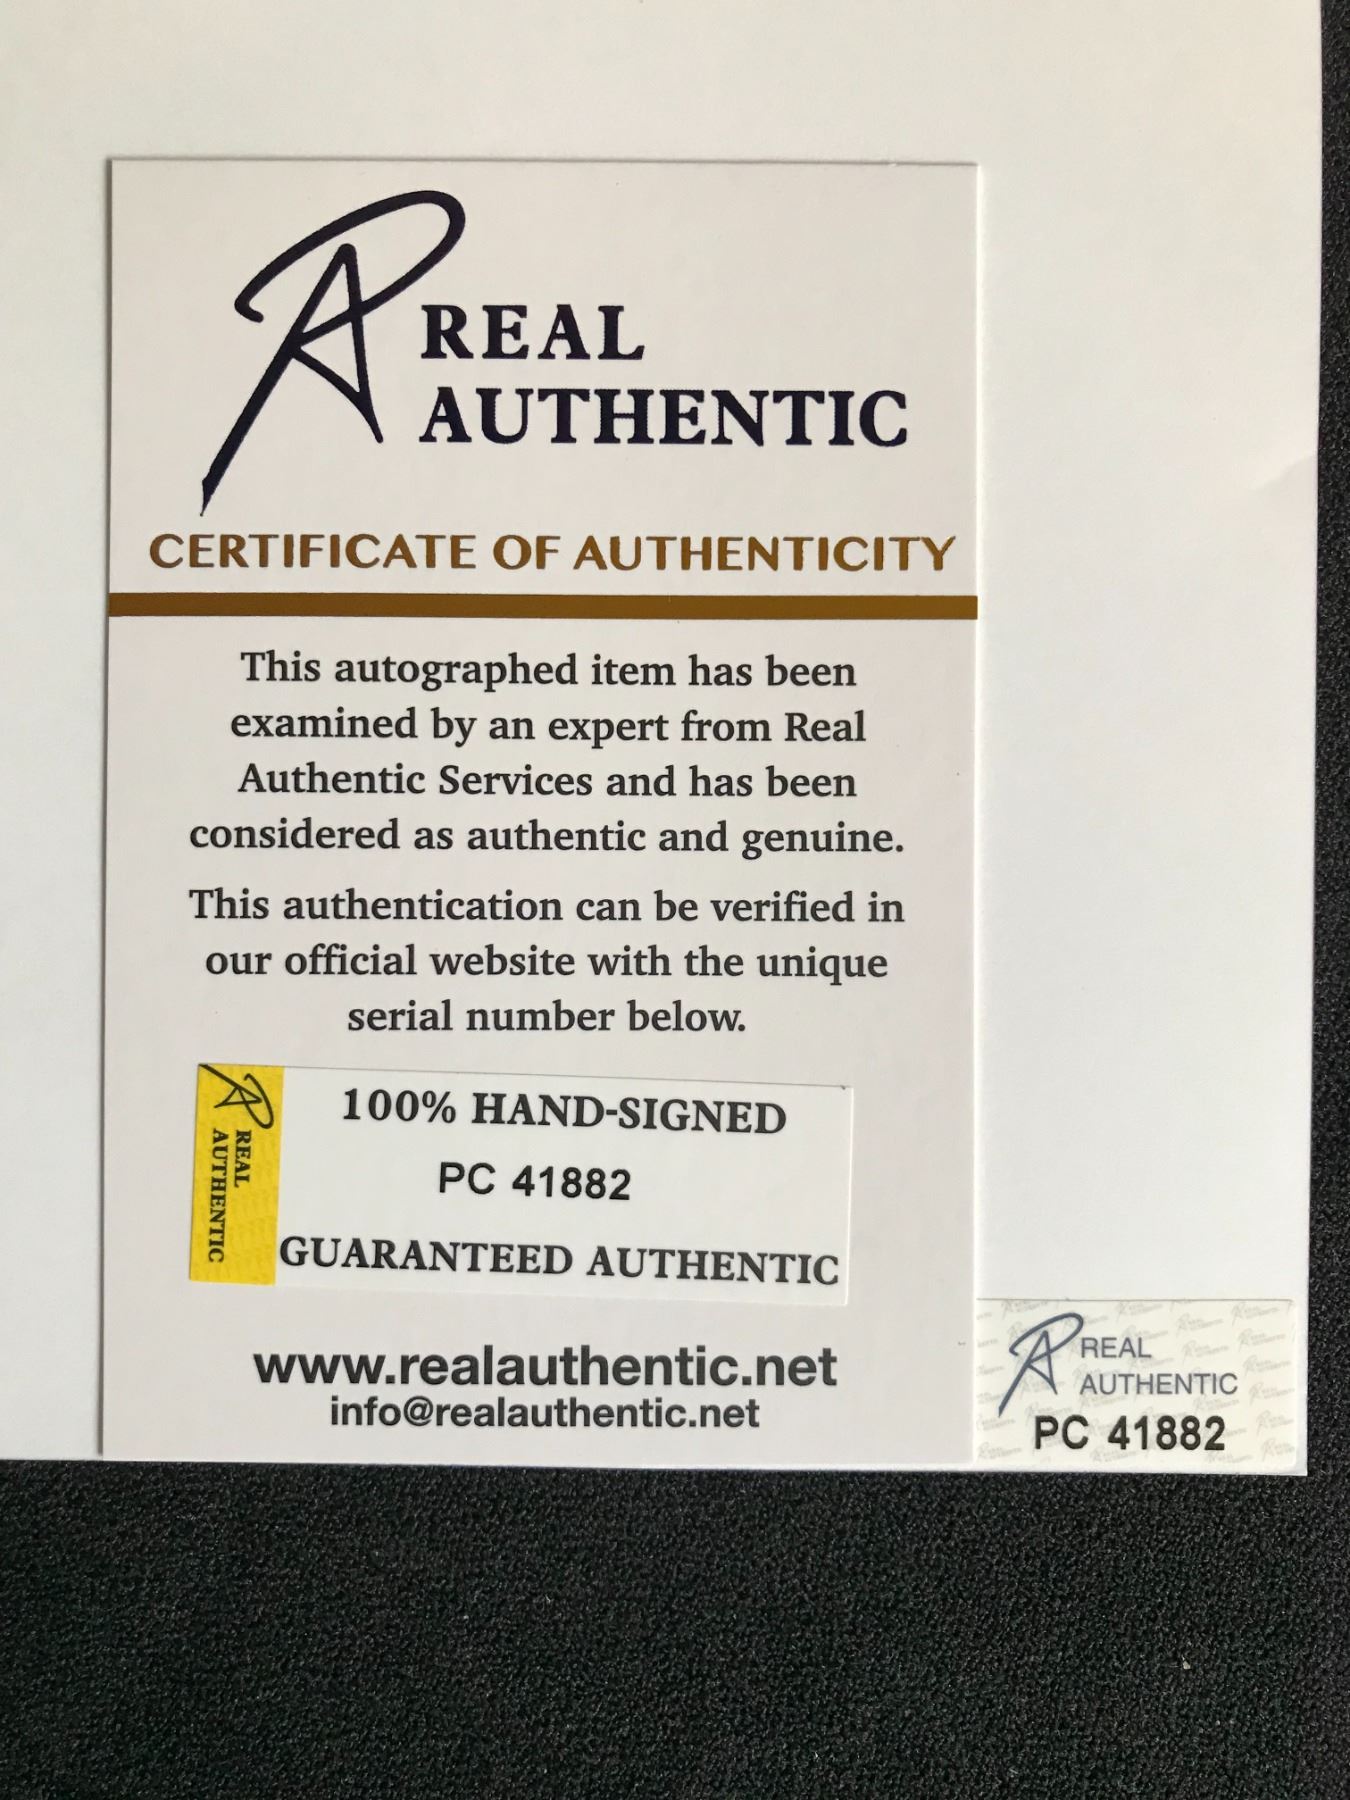 REAL
AUTHENTIC
CERTIFICATE OF AUTHENTICITY
This autographed item has been
examined by an expert from Real
Authentic Services and has been
considered as authentic and genuine.
This authentication can be verified in
our official website with the unique
serial number below.
REAL
AUTHENTIC
100% HAND-SIGNED
PC 41882
GUARANTEED AUTHENTIC
www.realauthentic.net
info@realauthentic.net
REAL
AUTHENTIC
PC 41882